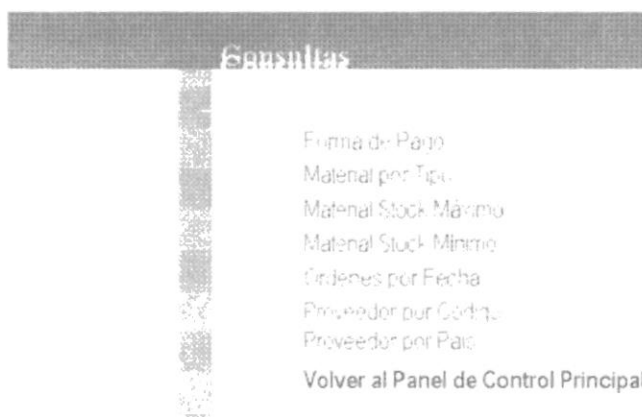 Consultas
Forma de Pago
Material por Tipo
Material Stock Máximo
Material Stock Mínimo
Ordenes por Fecha
Proveedor por Código
Proveedor por País
Volver al Panel de Control Principal